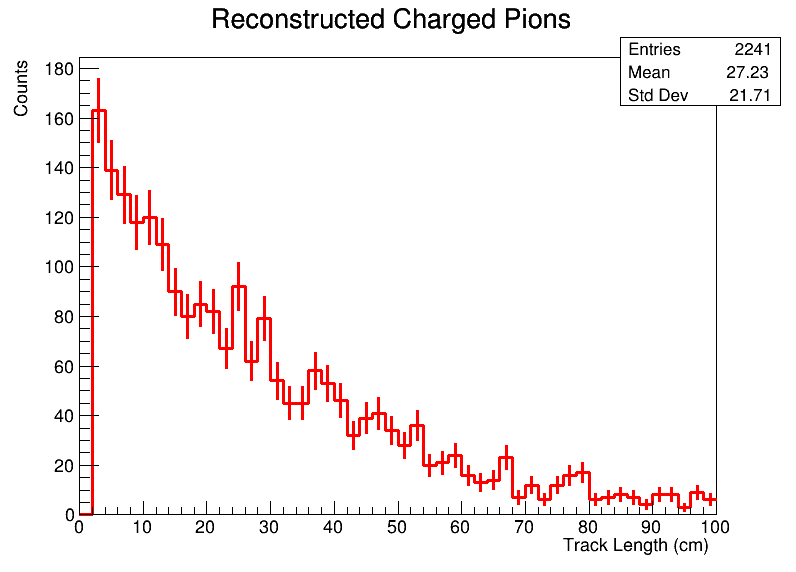 Reconstructed Charged Pions
Entries 2241
Mean 27.23
Std Dev 21.71
Counts
180
160
140
120
100
80
60
40
20
0
0 10 20 30 40 50 60 70 80 90 100
Track Length (cm)